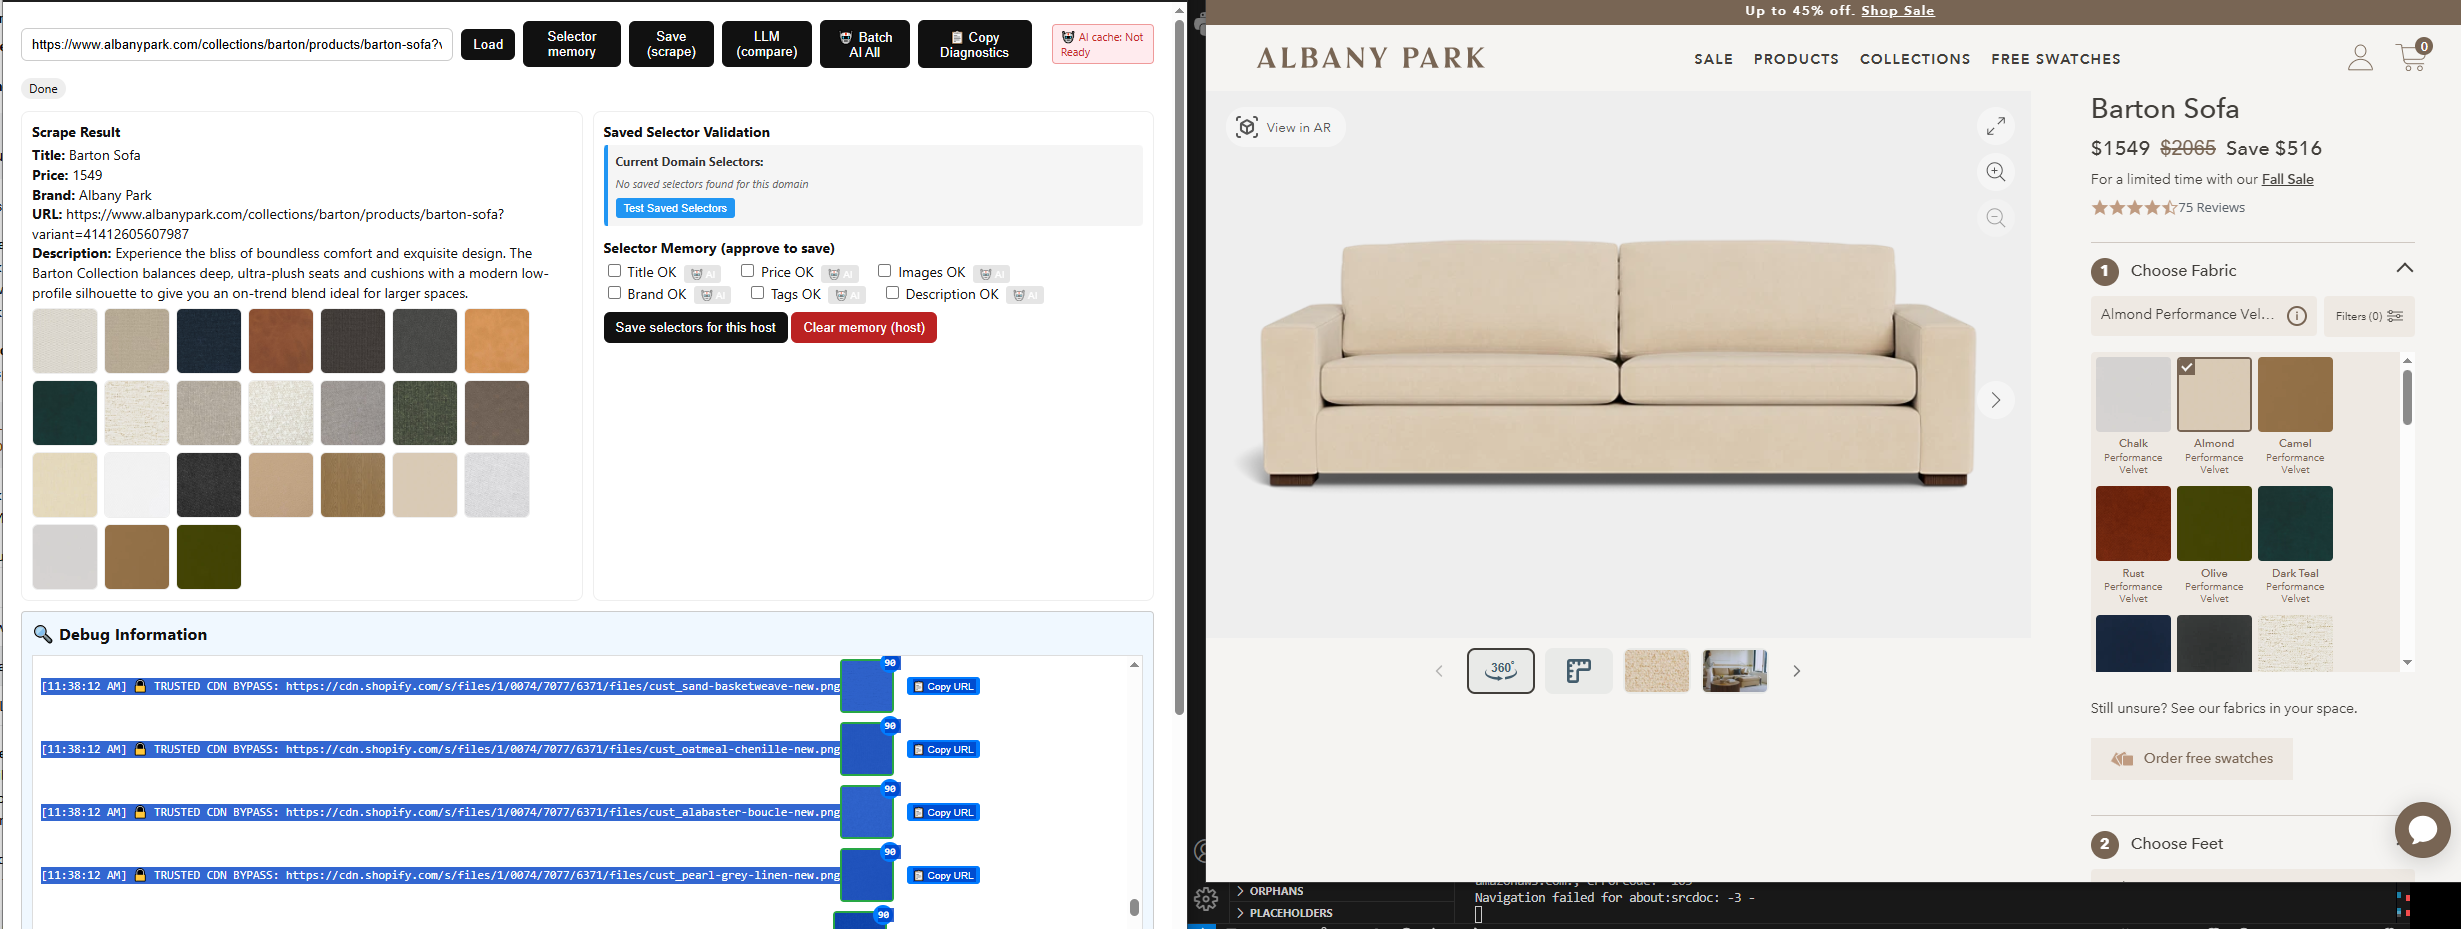 https://www.albanypark.com/collections/barton/products/barton-sofa?v
Load
Selector
memory
Save
(scrape)
LLM
(compare)
Batch
AI All
Copy
Diagnostics
AI cache: Not
Ready
Done
Scrape Result
Title: Barton Sofa
Price: 1549
Brand: Albany Park
URL: https://www.albanypark.com/collections/barton/products/barton-sofa?
variant=41412605607987
Description: Experience the bliss of boundless comfort and exquisite design. The
Barton Collection balances deep, ultra-plush seats and cushions with a modern low-
profile silhouette to give you an on-trend blend ideal for larger spaces.
Saved Selector Validation
Current Domain Selectors:
No saved selectors found for this domain
Test Saved Selectors
Selector Memory (approve to save)
Title OK AI Price OK AI Images OK AI
Brand OK AI Tags OK AI Description OK AI
Save selectors for this host Clear memory (host)
Debug Information
90
[11:38:12 AM] TRUSTED CDN BYPASS: https://cdn.shopify.com/s/files/1/0074/7077/6371/files/cust_sand-basketweave-new.png Copy URL
90
[11:38:12 AM] TRUSTED CDN BYPASS: https://cdn.shopify.com/s/files/1/0074/7077/6371/files/cust_oatmeal-chenille-new.png Copy URL
90
[11:38:12 AM] TRUSTED CDN BYPASS: https://cdn.shopify.com/s/files/1/0074/7077/6371/files/cust_alabaster-boucle-new.png Copy URL
90
[11:38:12 AM] TRUSTED CDN BYPASS: https://cdn.shopify.com/s/files/1/0074/7077/6371/files/cust_pearl-grey-linen-new.png Copy URL
90
Up to 45% off. Shop Sale
ALBANY PARK
SALE PRODUCTS COLLECTIONS FREE SWATCHES
0
View in AR
360°
Barton Sofa
$1549 $2065 Save $516
For a limited time with our Fall Sale
75 Reviews
1 Choose Fabric
Almond Performance Vel... Filters (0)
Chalk
Performance
Velvet
Almond
Performance
Velvet
Camel
Performance
Velvet
Rust
Performance
Velvet
Olive
Performance
Velvet
Dark Teal
Performance
Velvet
Still unsure? See our fabrics in your space.
Order free swatches
2 Choose Feet
ORPHANS
PLACEHOLDERS
Navigation failed for about:srcdoc: -3 -